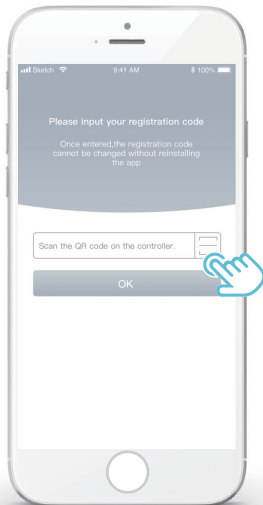 Sketch 9:41 AM 100%
Please input your registration code
Once entered,the registration code
cannot be changed without reinstalling
the app
Scan the QR code on the controller.
OK